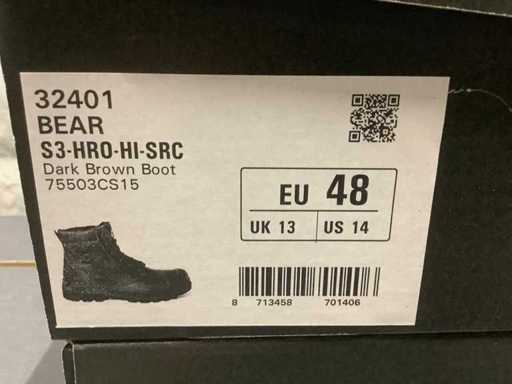 32401
BEAR
S3-HRO-HI-SRC
Dark Brown Boot
75503CS15
EU 48
UK 13 US 14
8 713458 701406